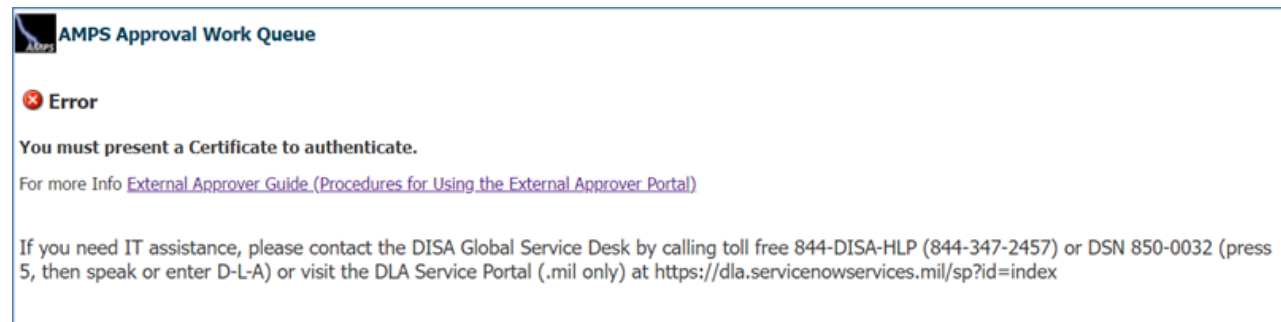 AMPS AMPS Approval Work Queue
Error
You must present a Certificate to authenticate.
For more Info External Approver Guide (Procedures for Using the External Approver Portal)
If you need IT assistance, please contact the DISA Global Service Desk by calling toll free 844-DISA-HLP (844-347-2457) or DSN 850-0032 (press
5, then speak or enter D-L-A) or visit the DLA Service Portal (.mil only) at https://dla.servicenowservices.mil/sp?id=index